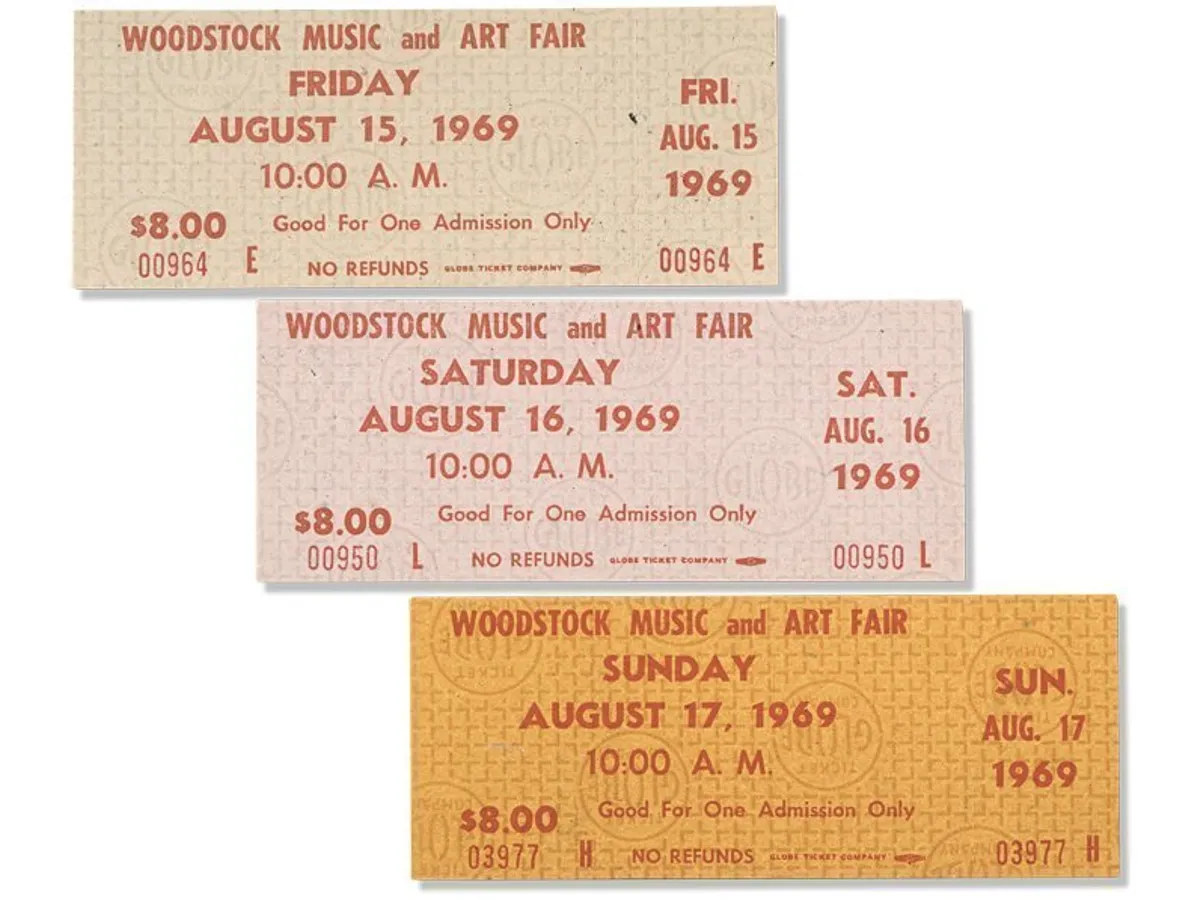 WOODSTOCK MUSIC and ART FAIR
FRIDAY
AUGUST 15, 1969
10:00 A. M.
$8.00 Good For One Admission Only
00964 E NO REFUNDS GLOBE TICKET COMPANY
FRI.
AUG. 15
1969
00964 E
WOODSTOCK MUSIC and ART FAIR
SATURDAY
AUGUST 16, 1969
10:00 A. M.
$8.00 Good For One Admission Only
00950 L NO REFUNDS GLOBE TICKET COMPANY
SAT.
AUG. 16
1969
00950 L
WOODSTOCK MUSIC and ART FAIR
SUNDAY
AUGUST 17, 1969
10:00 A. M.
$8.00 Good For One Admission Only
03977 H NO REFUNDS GLOBE TICKET COMPANY
SUN.
AUG. 17
1969
03977 H